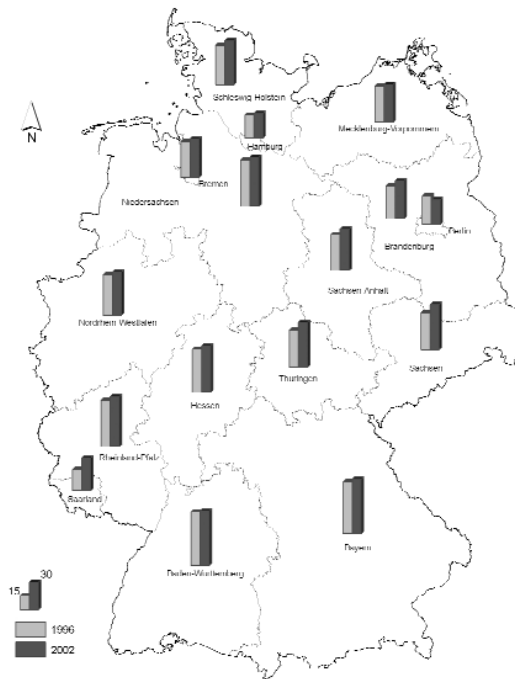 Schleswig Holstein
N
Mecklenburg-Vorpommern
Hamburg
Bremen
Niedersachsen
Berlin
Brandenburg
Sachsen Anhalt
Nordrhein Westfalen
Sachsen
Thüringen
Hessen
Rheinland-Pfalz
Saarland
Bayern
Baden-Württemberg
30
15
1996
2002